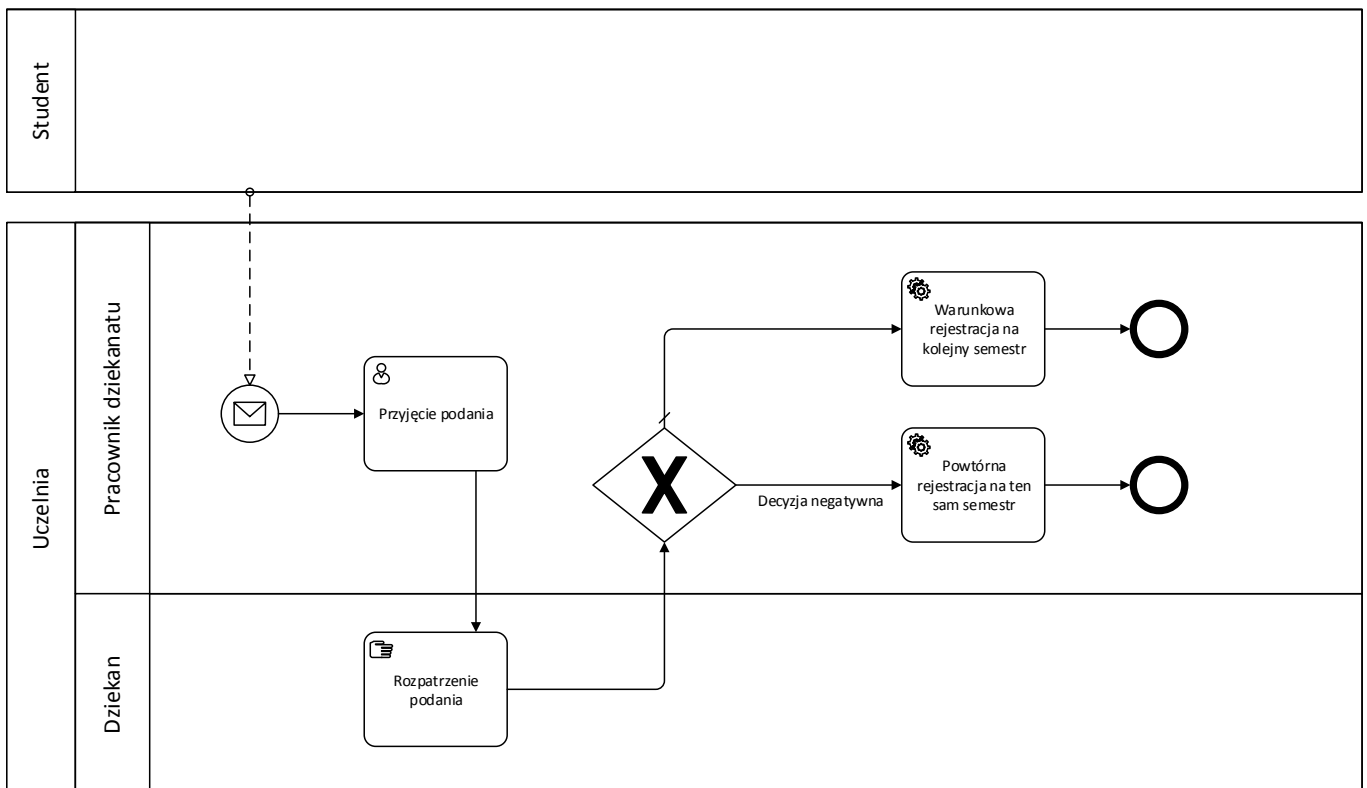 Student
Uczelnia
Pracownik dziekanatu
Dziekan
Przyjęcie podania
Rozpatrzenie
podania
X
Decyzja negatywna
Warunkowa
rejestracja na
kolejny semestr
Powtórna
rejestracja na ten
sam semestr